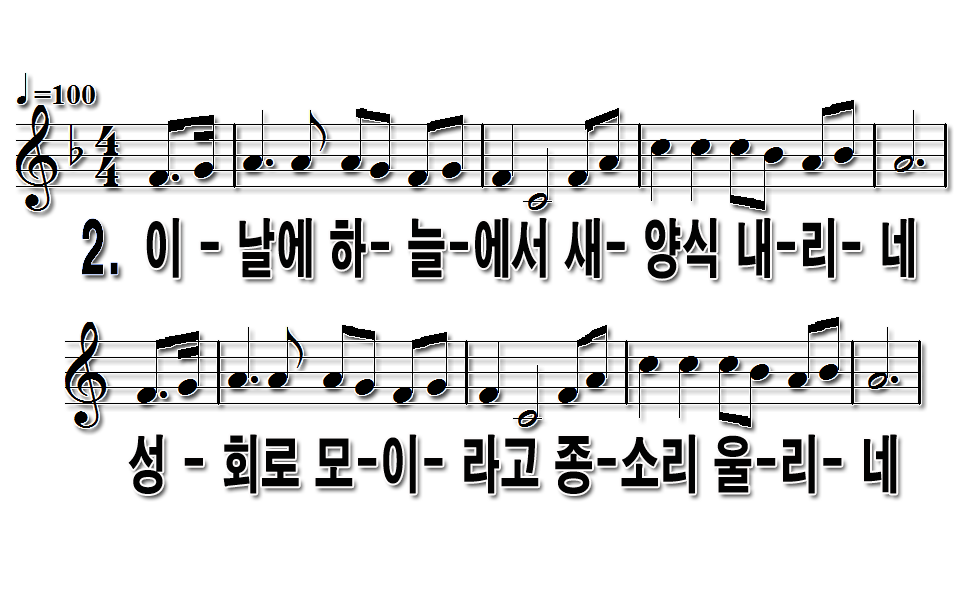 ♩=100
2. 이 - 날에 하- 늘-에서 새- 양식 내-리- 네
성 - 회로 모-이- 라고 종-소리 울-리- 네